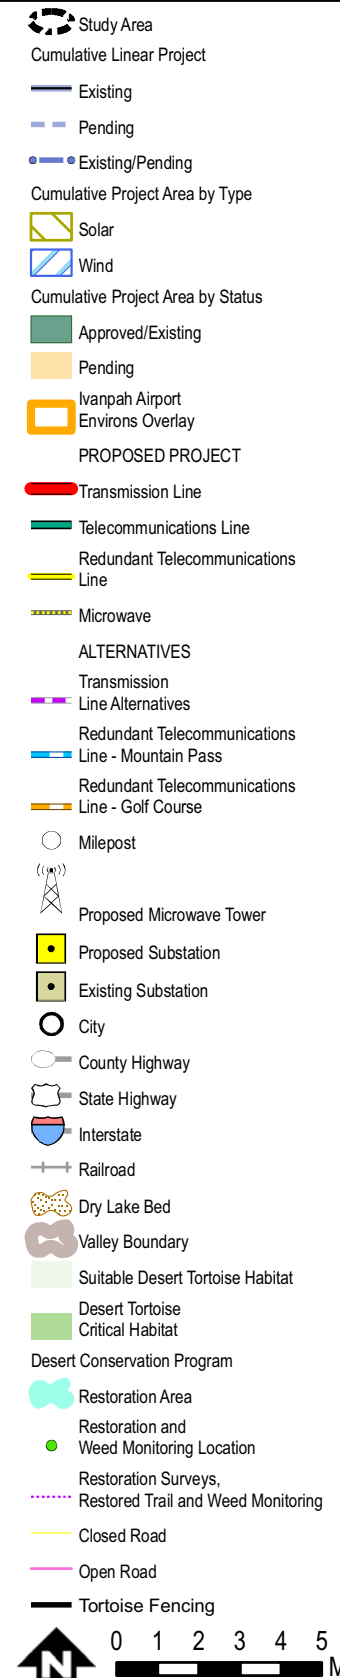 Study Area
Cumulative Linear Project
Existing
Pending
Existing/Pending
Cumulative Project Area by Type
Solar
Wind
Cumulative Project Area by Status
Approved/Existing
Pending
Ivanpah Airport
Environs Overlay
PROPOSED PROJECT
Transmission Line
Telecommunications Line
Redundant Telecommunications
Line
Microwave
ALTERNATIVES
Transmission
Line Alternatives
Redundant Telecommunications
Line - Mountain Pass
Redundant Telecommunications
Line - Golf Course
Milepost
Proposed Microwave Tower
Proposed Substation
Existing Substation
City
County Highway
State Highway
Interstate
Railroad
Dry Lake Bed
Valley Boundary
Suitable Desert Tortoise Habitat
Desert Tortoise
Critical Habitat
Desert Conservation Program
Restoration Area
Restoration and
Weed Monitoring Location
Restoration Surveys,
Restored Trail and Weed Monitoring
Closed Road
Open Road
Tortoise Fencing
0 1 2 3 4 5
N M